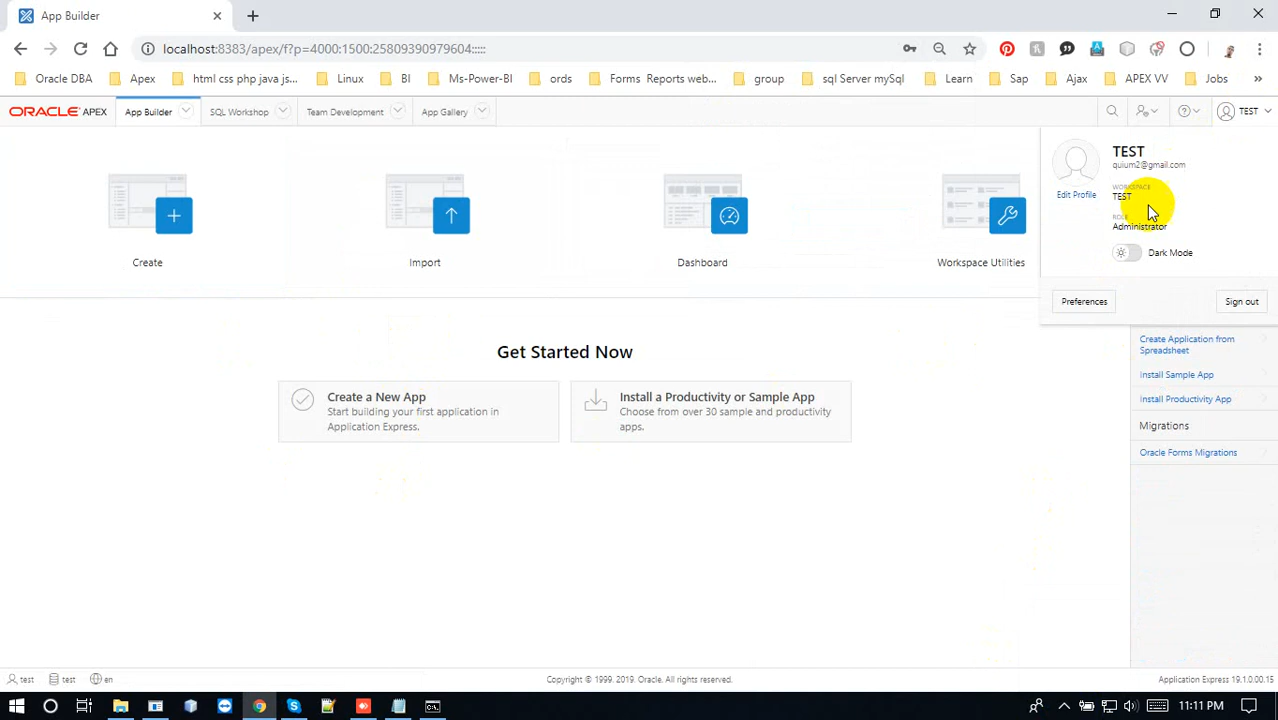 App Builder
localhost:8383/apex/f?p=4000:1500:25809390979604:::::
Oracle DBA
Apex
html css php java js...
Linux
BI
Ms-Power-BI
ords
Forms Reports web...
group
sql Server mySql
Learn
Sap
Ajax
APEX VV
Jobs
»
ORACLE APEX
App Builder
SQL Workshop
Team Development
App Gallery
TEST
TEST
quium2@gmail.com
Edit Profile
WORKSPACE
TEST
ROLE
Administrator
Dark Mode
Preferences
Sign out
Create
Import
Dashboard
Workspace Utilities
Get Started Now
Create a New App
Start building your first application in
Application Express.
Install a Productivity or Sample App
Choose from over 30 sample and productivity
apps.
Create Application from
Spreadsheet
Install Sample App
Install Productivity App
Migrations
Oracle Forms Migrations
test
test
en
Copyright © 1999, 2019, Oracle. All rights reserved.
Application Express 19.1.0.00.15
11:11 PM